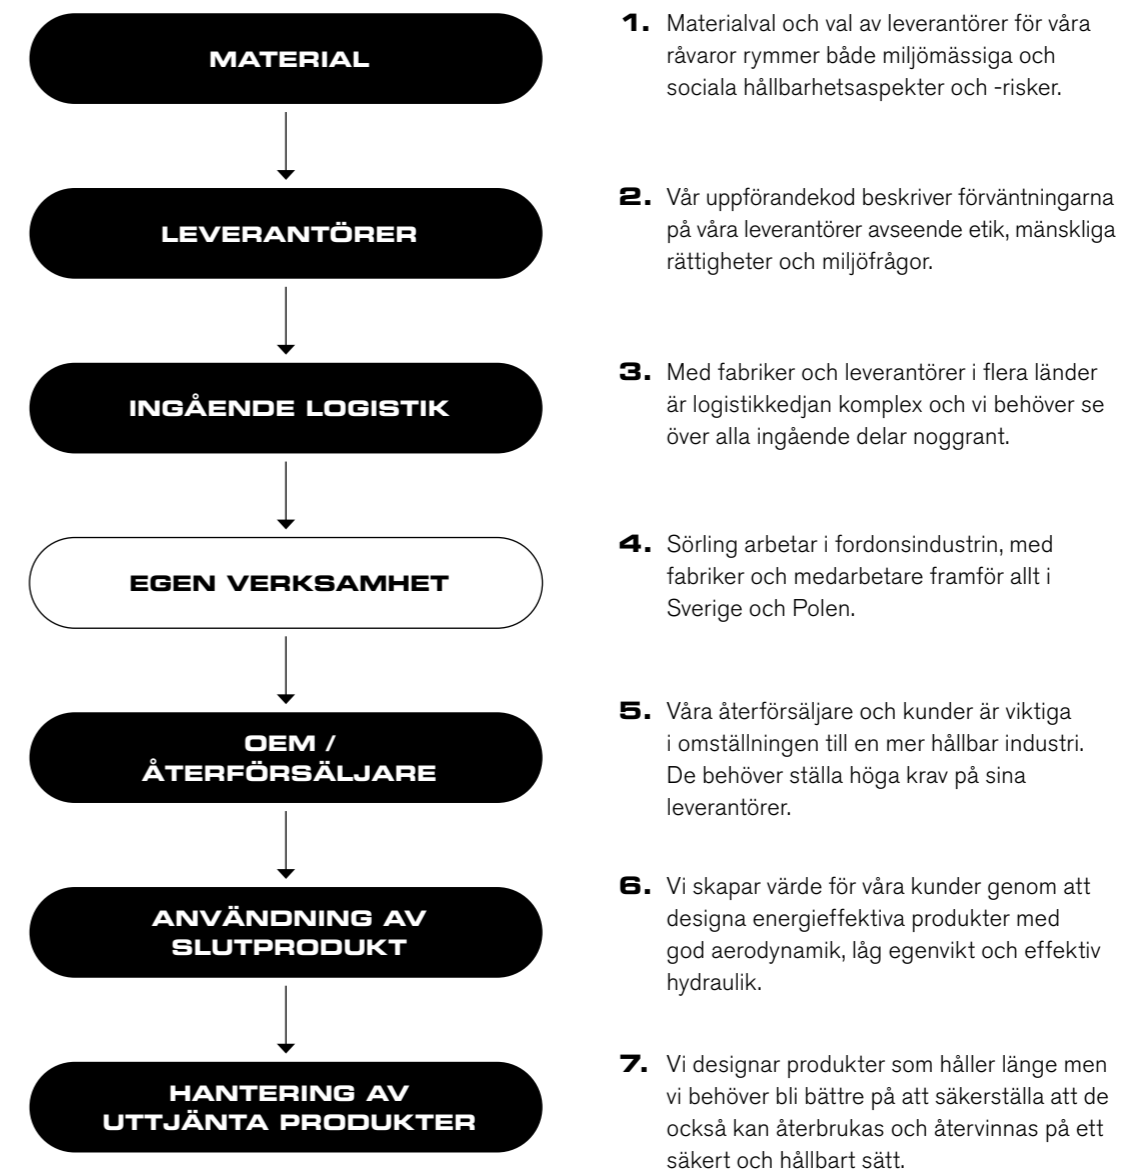 MATERIAL
1. Materialval och val av leverantörer för våra
råvaror rymmer både miljömässiga och
sociala hållbarhetsaspekter och -risker.
LEVERANTÖRER
2. Vår uppförandekod beskriver förväntningarna
på våra leverantörer avseende etik, mänskliga
rättigheter och miljöfrågor.
INGÅENDE LOGISTIK
3. Med fabriker och leverantörer i flera länder
är logistikkedjan komplex och vi behöver se
över alla ingående delar noggrant.
EGEN VERKSAMHET
4. Sörling arbetar i fordonsindustrin, med
fabriker och medarbetare framför allt i
Sverige och Polen.
OEM /
ÅTERFÖRSÄLJARE
5. Våra återförsäljare och kunder är viktiga
i omställningen till en mer hållbar industri.
De behöver ställa höga krav på sina
leverantörer.
ANVÄNDNING AV
SLUTPRODUKT
6. Vi skapar värde för våra kunder genom att
designa energieffektiva produkter med
god aerodynamik, låg egenvikt och effektiv
hydraulik.
HANTERING AV
UTTJÄNTA PRODUKTER
7. Vi designar produkter som håller länge men
vi behöver bli bättre på att säkerställa att de
också kan återbrukas och återvinnas på ett
säkert och hållbart sätt.